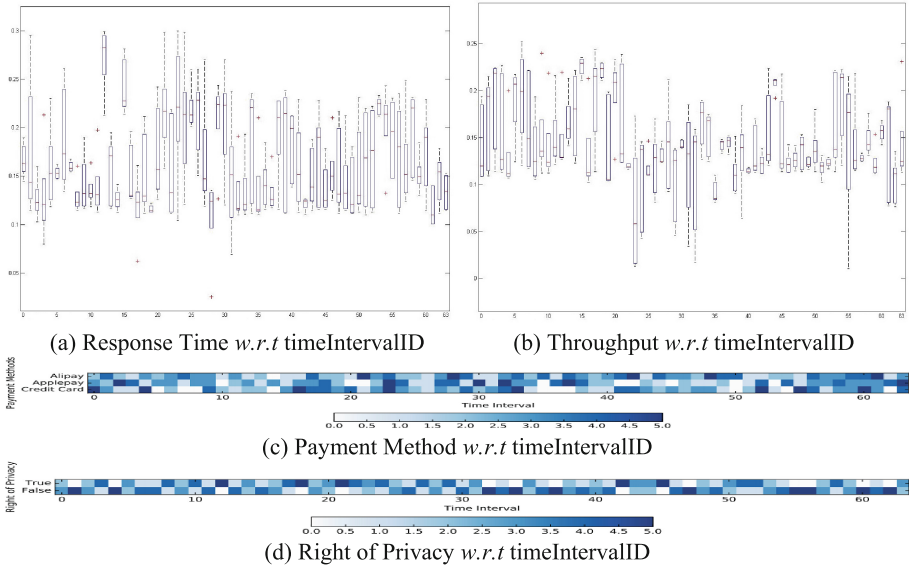 0.3
0.25
0.2
0.15
0.1
0.05
0 5 10 15 20 25 30 35 40 45 50 55 60 63
(a) Response Time w.r.t timeIntervalID
0.3
0.25
0.2
0.15
0.1
0.05
0
0 5 10 15 20 25 30 35 40 45 50 55 60 63
(b) Throughput w.r.t timeIntervalID
Payment Methods
Alipay
Applepay
Credit Card
0 10 20 30 40 50 60
Time Interval
0.0 0.5 1.0 1.5 2.0 2.5 3.0 3.5 4.0 4.5 5.0
(c) Payment Method w.r.t timeIntervalID
Right of Privacy
True
False
0 10 20 30 40 50 60
Time Interval
0.0 0.5 1.0 1.5 2.0 2.5 3.0 3.5 4.0 4.5 5.0
(d) Right of Privacy w.r.t timeIntervalID